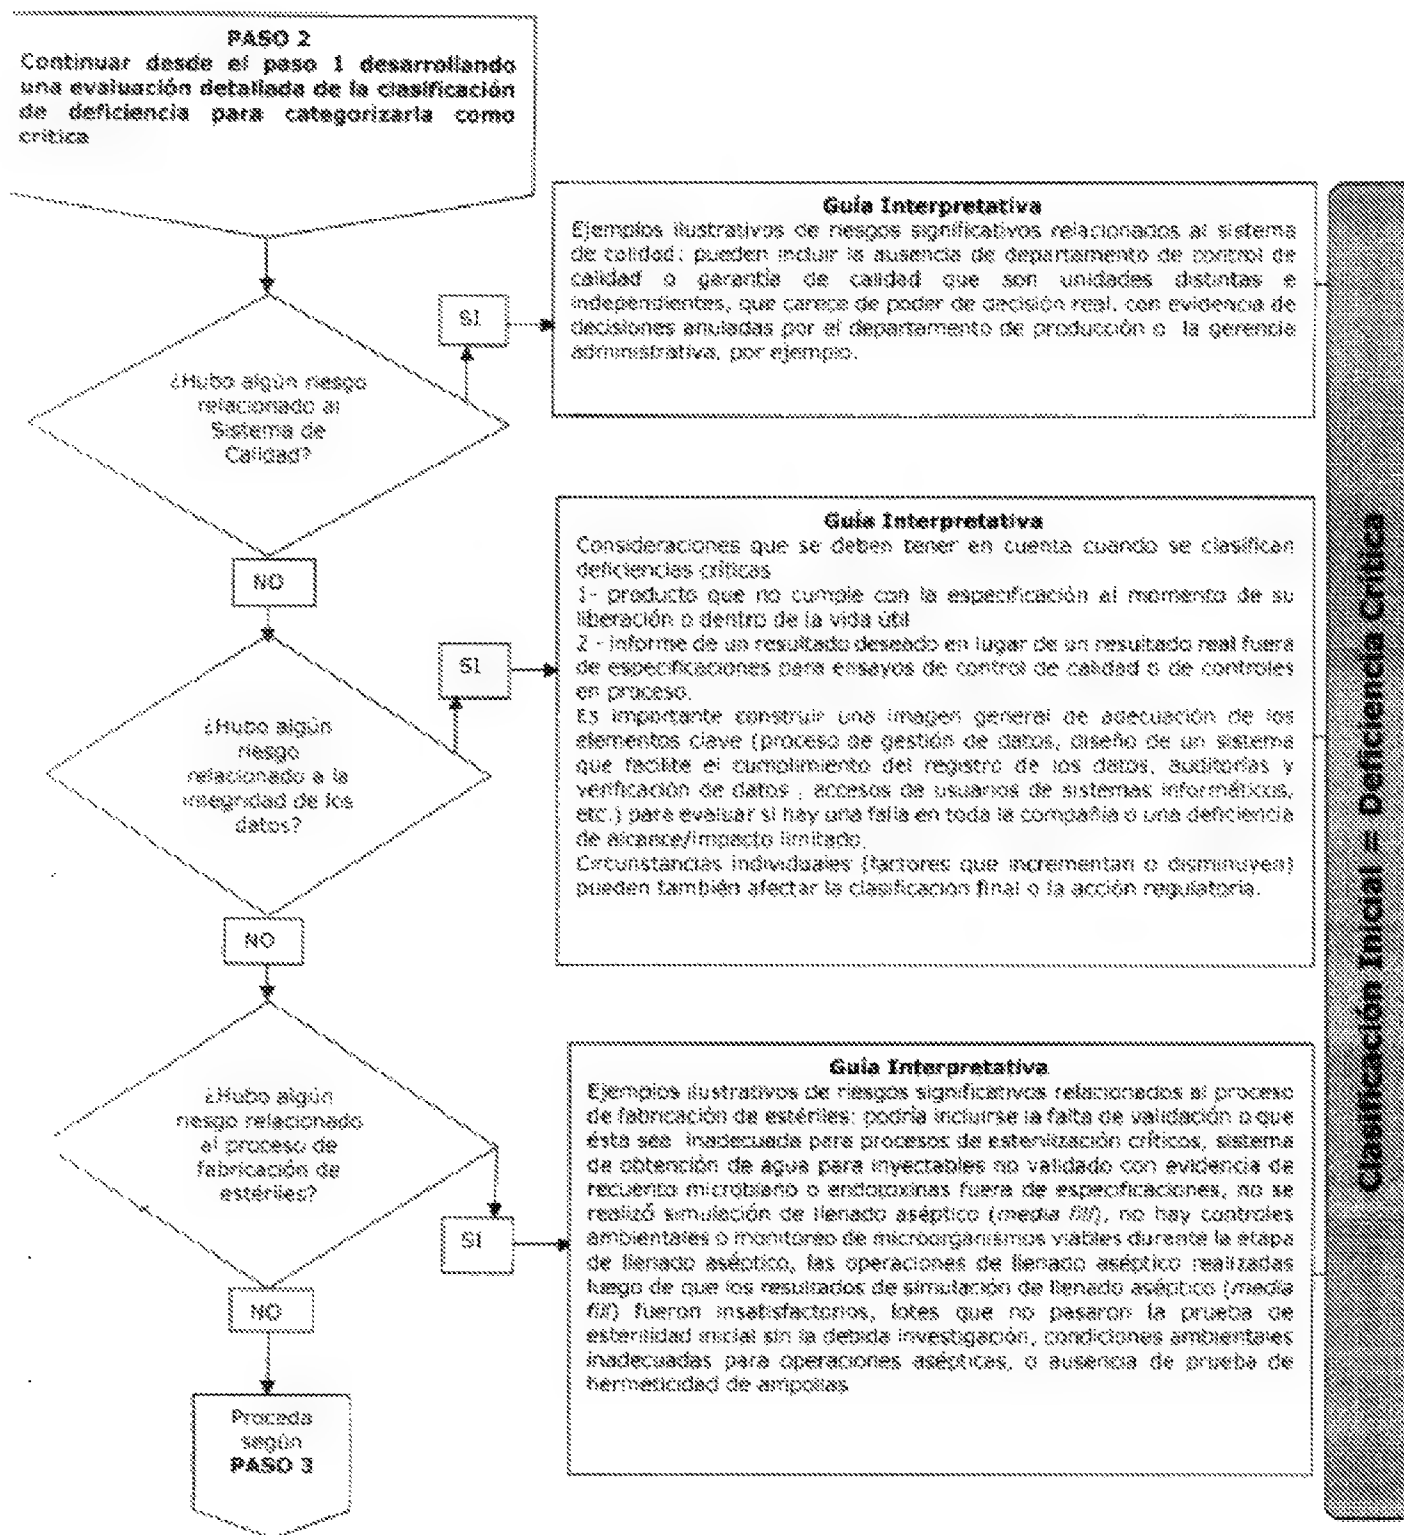 PASO 2
Continuar desde el paso 1 desarrollando
una evaluación detallada de la clasificación
de deficiencia para categorizarla como
crítica
Guía Interpretativa
Ejemplos ilustrativos de riesgos significativos relacionados al sistema
de calidad: pueden incluir la ausencia de departamento de control de
calidad o garantía de calidad que son unidades distintas e
independientes, que carece de poder de decisión real, con evidencia de
decisiones anuladas por el departamento de producción o la gerencia
administrativa, por ejemplo.
SI
¿Hubo algún riesgo
relacionado al
Sistema de
Calidad?
NO
Guía Interpretativa
Consideraciones que se deben tener en cuenta cuando se clasifican
deficiencias críticas
1- producto que no cumple con la especificación al momento de su
liberación o dentro de la vida útil
2 - informe de un resultado deseado en lugar de un resultado real fuera
de especificaciones para ensayos de control de calidad o de controles
en proceso.
Es importante construir una imagen general de adecuación de los
elementos clave (proceso de gestión de datos, diseño de un sistema
que facilite el cumplimiento del registro de los datos, auditorías y
verificación de datos , accesos de usuarios de sistemas informáticos,
etc.) para evaluar si hay una falla en toda la compañía o una deficiencia
de alcance/impacto limitado.
Circunstancias individuales (factores que incrementan o disminuyen)
pueden también afectar la clasificación final o la acción regulatoria.
SI
¿Hubo algún
riesgo
relacionado a la
integridad de los
datos?
NO
Guía Interpretativa
Ejemplos ilustrativos de riesgos significativos relacionados al proceso
de fabricación de estériles: podría incluirse la falta de validación o que
ésta sea inadecuada para procesos de esterilización críticos, sistema
de obtención de agua para inyectables no validado con evidencia de
recuento microbiano o endotoxinas fuera de especificaciones, no se
realizó simulación de llenado aséptico (media fill), no hay controles
ambientales o monitoreo de microorganismos viables durante la etapa
de llenado aséptico, las operaciones de llenado aséptico realizadas
luego de que los resultados de simulación de llenado aséptico (media
fill) fueron insatisfactorios, lotes que no pasaron la prueba de
esterilidad inicial sin la debida investigación, condiciones ambientales
inadecuadas para operaciones asépticas, o ausencia de prueba de
hermeticidad de ampollas
¿Hubo algún
riesgo relacionado
al proceso de
fabricación de
estériles?
SI
NO
Proceda
según
PASO 3
Clasificación Inicial = Deficiencia Crítica